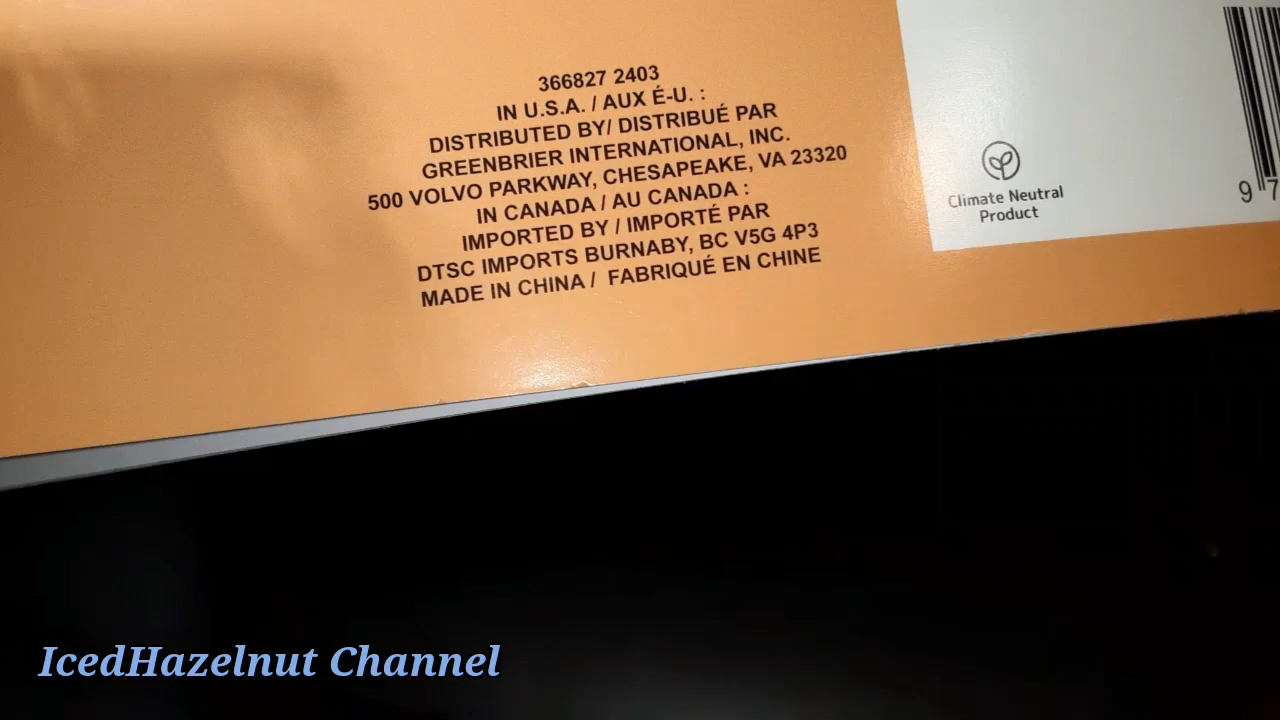 366827 2403
IN U.S.A. / AUX É-U. :
DISTRIBUTED BY/ DISTRIBUÉ PAR
GREENBRIER INTERNATIONAL, INC.
500 VOLVO PARKWAY, CHESAPEAKE, VA 23320
IN CANADA / AU CANADA :
IMPORTED BY / IMPORTÉ PAR
DTSC IMPORTS BURNABY, BC V5G 4P3
MADE IN CHINA / FABRIQUÉ EN CHINE
Climate Neutral
Product
9 7
IcedHazelnut Channel